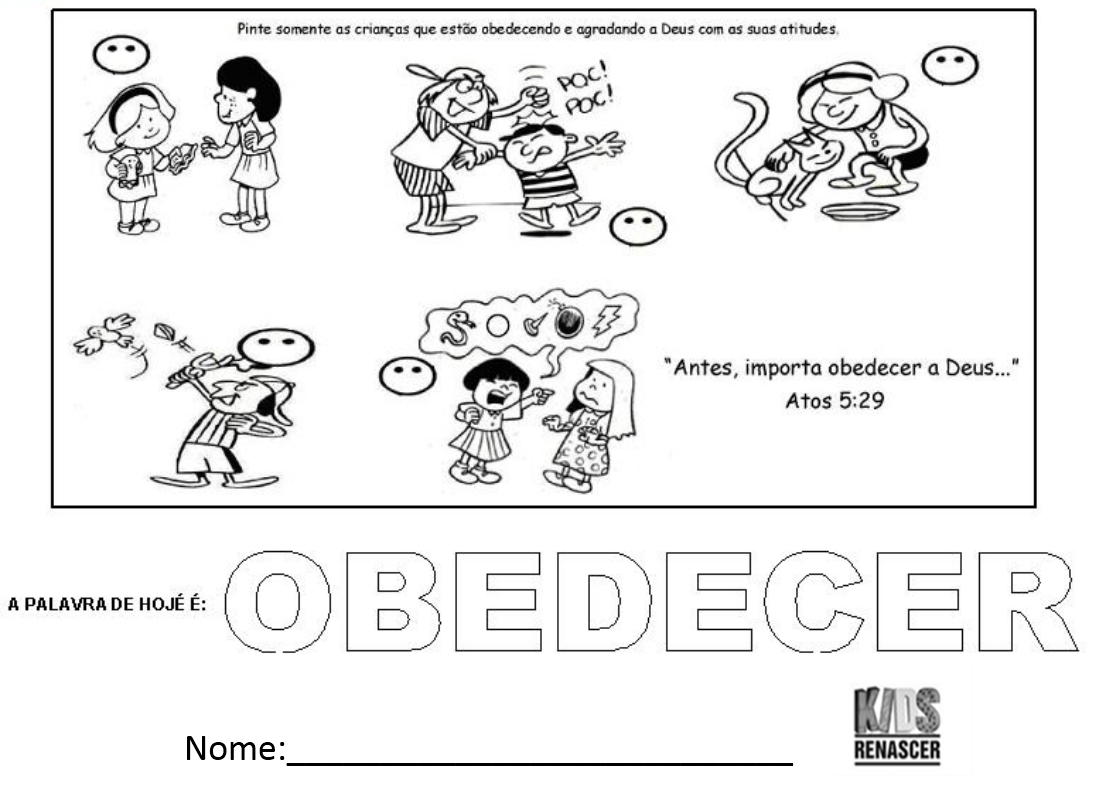 Pinte somente as crianças que estão obedecendo e agradando a Deus com as suas atitudes.
POC!
POC!
"Antes, importa obedecer a Deus..."
Atos 5:29
A PALAVRA DE HOJÉ É: OBEDECER
Nome:
KIDS
RENASCER